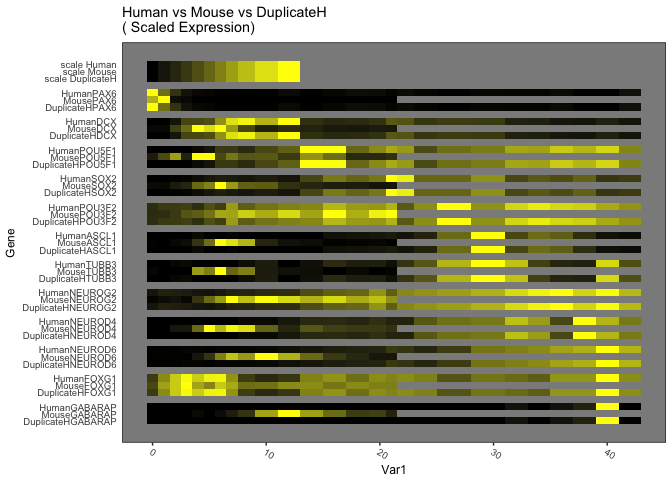 Human vs Mouse vs DuplicateH
( Scaled Expression)
scale Human
scale Mouse
scale DuplicateH
HumanPAX6
MousePAX6
DuplicateHPAX6
HumanDCX
MouseDCX
DuplicateHDCX
HumanPOU5F1
MousePOU5F1
DuplicateHPOU5F1
HumanSOX2
MouseSOX2
DuplicateHSOX2
HumanPOU3F2
MousePOU3F2
DuplicateHPOU3F2
HumanASCL1
MouseASCL1
DuplicateHASCL1
HumanTUBB3
MouseTUBB3
DuplicateHTUBB3
HumanNEUROG2
MouseNEUROG2
DuplicateHNEUROG2
HumanNEUROD4
MouseNEUROD4
DuplicateHNEUROD4
HumanNEUROD6
MouseNEUROD6
DuplicateHNEUROD6
HumanFOXG1
MouseFOXG1
DuplicateHFOXG1
HumanGABARAP
MouseGABARAP
DuplicateHGABARAP
Gene
0 10 20 30 40
Var1